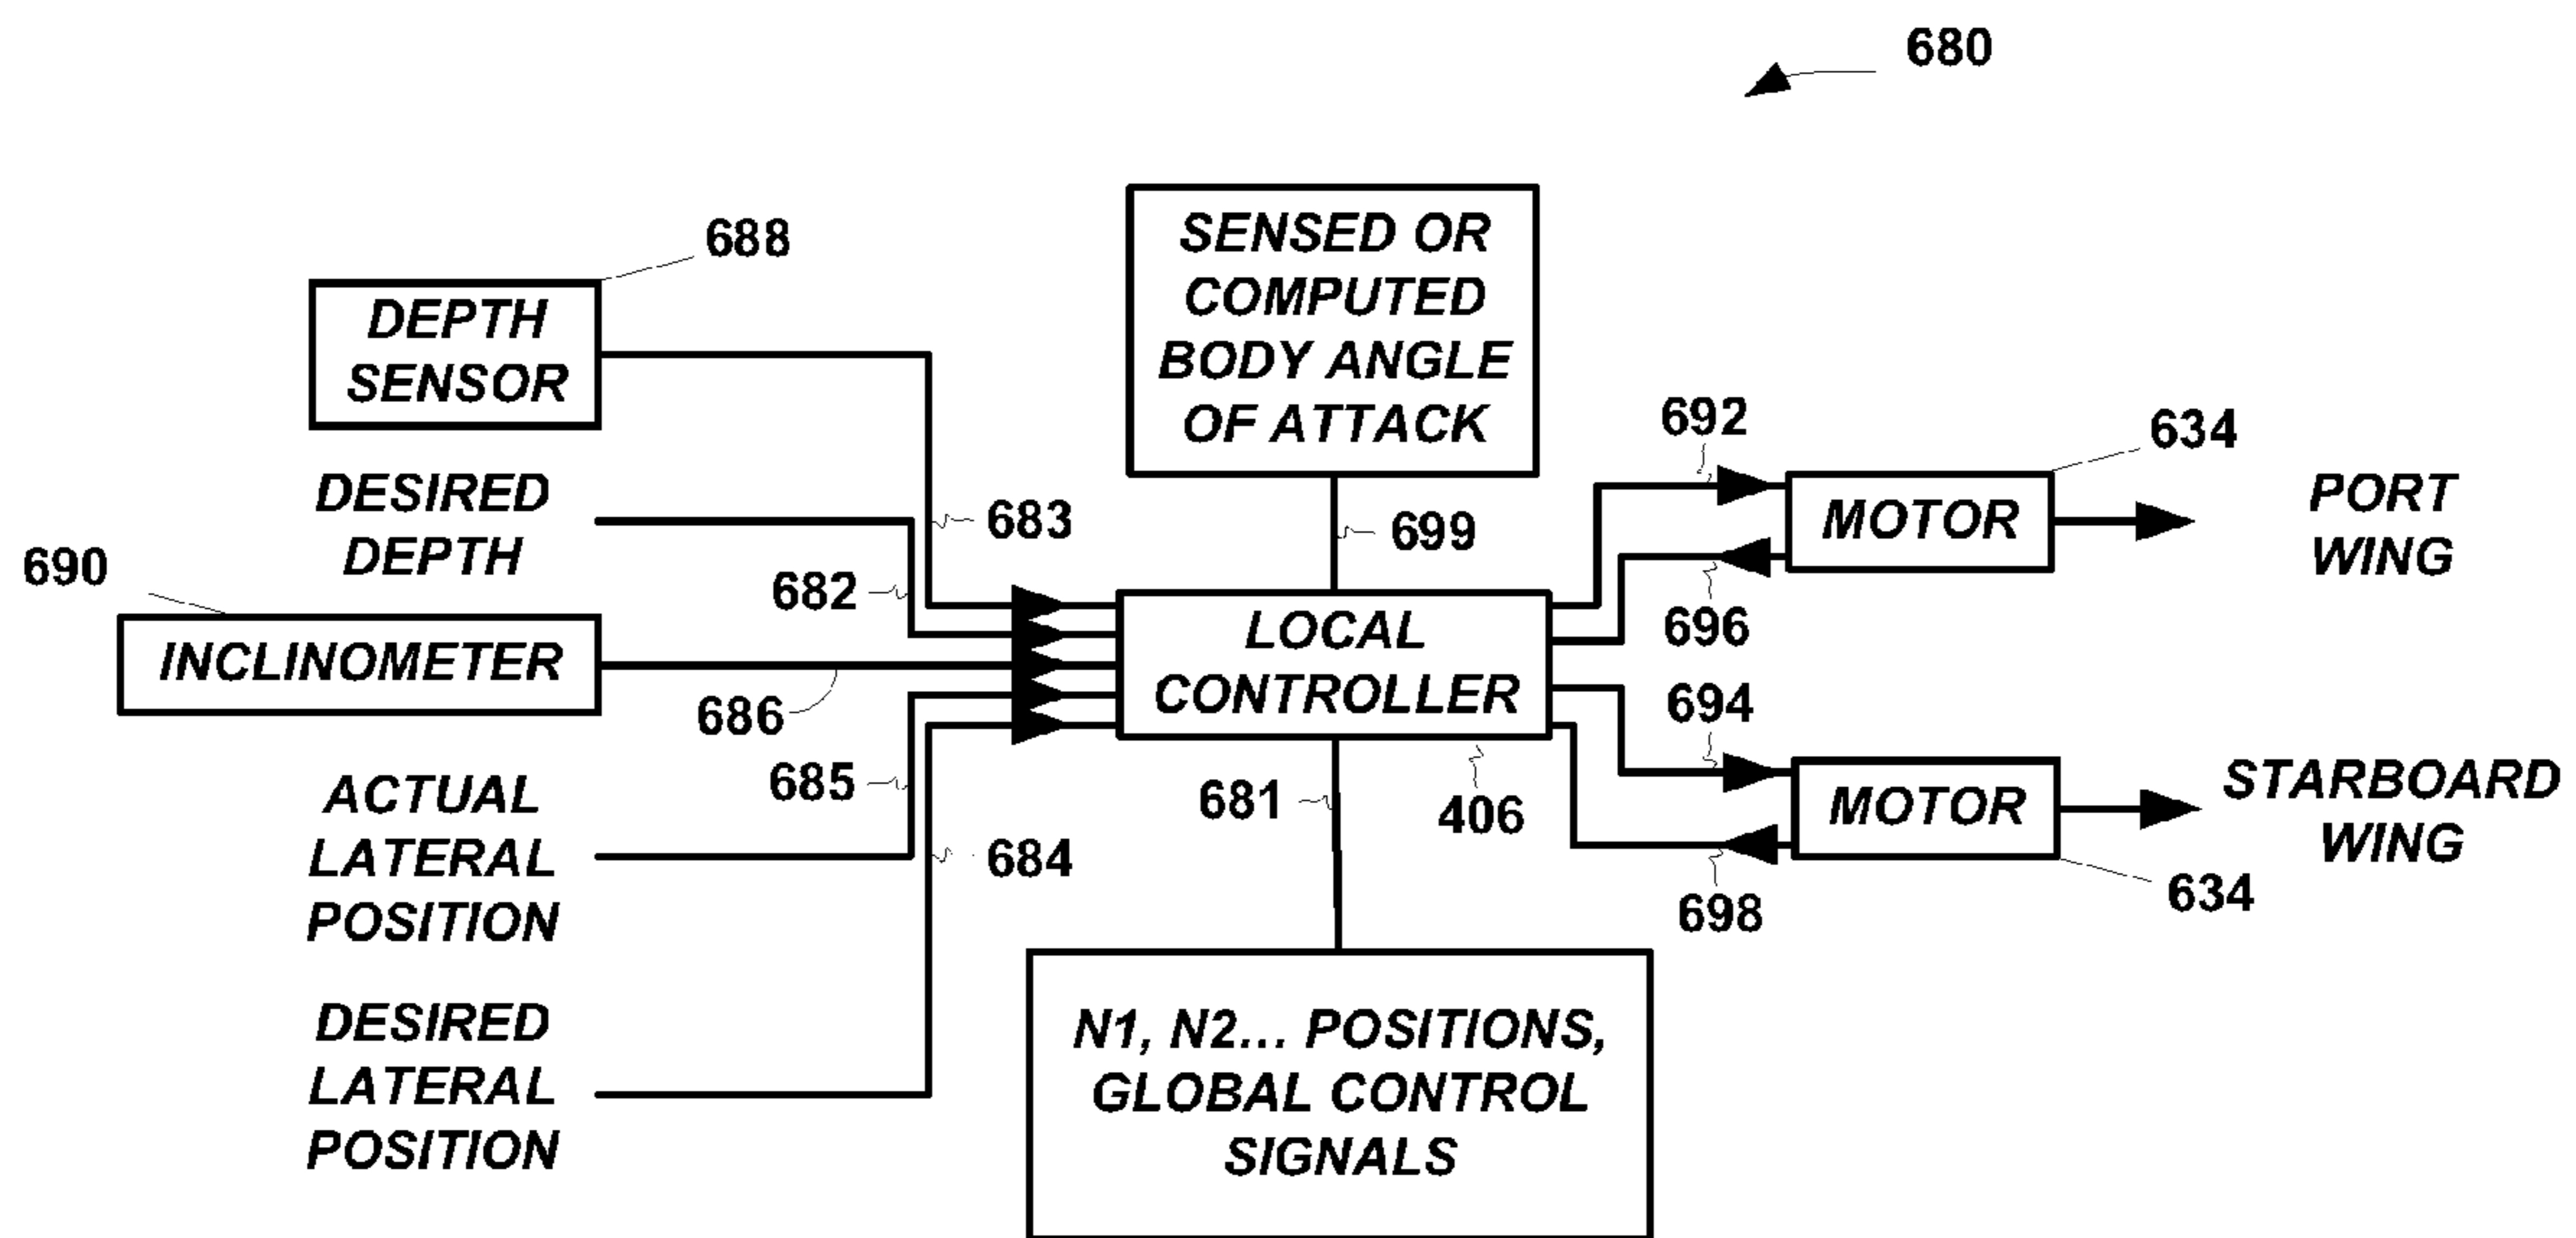 680
688
DEPTH
SENSOR
DESIRED
DEPTH
690
INCLINOMETER
ACTUAL
LATERAL
POSITION
DESIRED
LATERAL
POSITION
683
682
686
685
684
SENSED OR
COMPUTED
BODY ANGLE
OF ATTACK
699
LOCAL
CONTROLLER
681
406
N1, N2... POSITIONS,
GLOBAL CONTROL
SIGNALS
692
696
694
698
634
MOTOR
PORT
WING
MOTOR
634
STARBOARD
WING